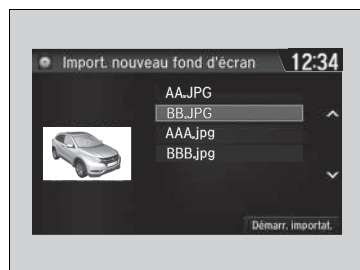 Import. nouveau fond d'écran 12:34
AA.JPG
BB.JPG
AAA.jpg
BBB.jpg
Démarr. importat.